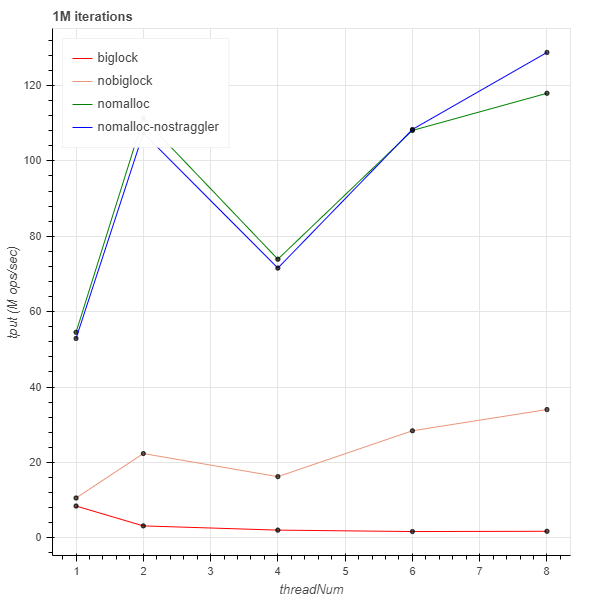 1M iterations
biglock
nobiglock
nomalloc
nomalloc-nostraggler
tput (M ops/sec)
120
100
80
60
40
20
0
1 2 3 4 5 6 7 8
threadNum